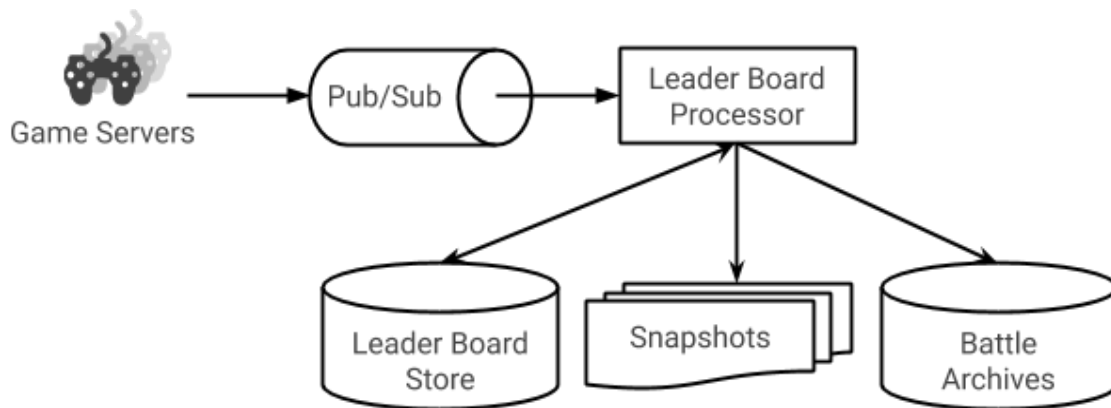 Game Servers
Pub/Sub
Leader Board
Processor
Leader Board
Store
Snapshots
Battle
Archives